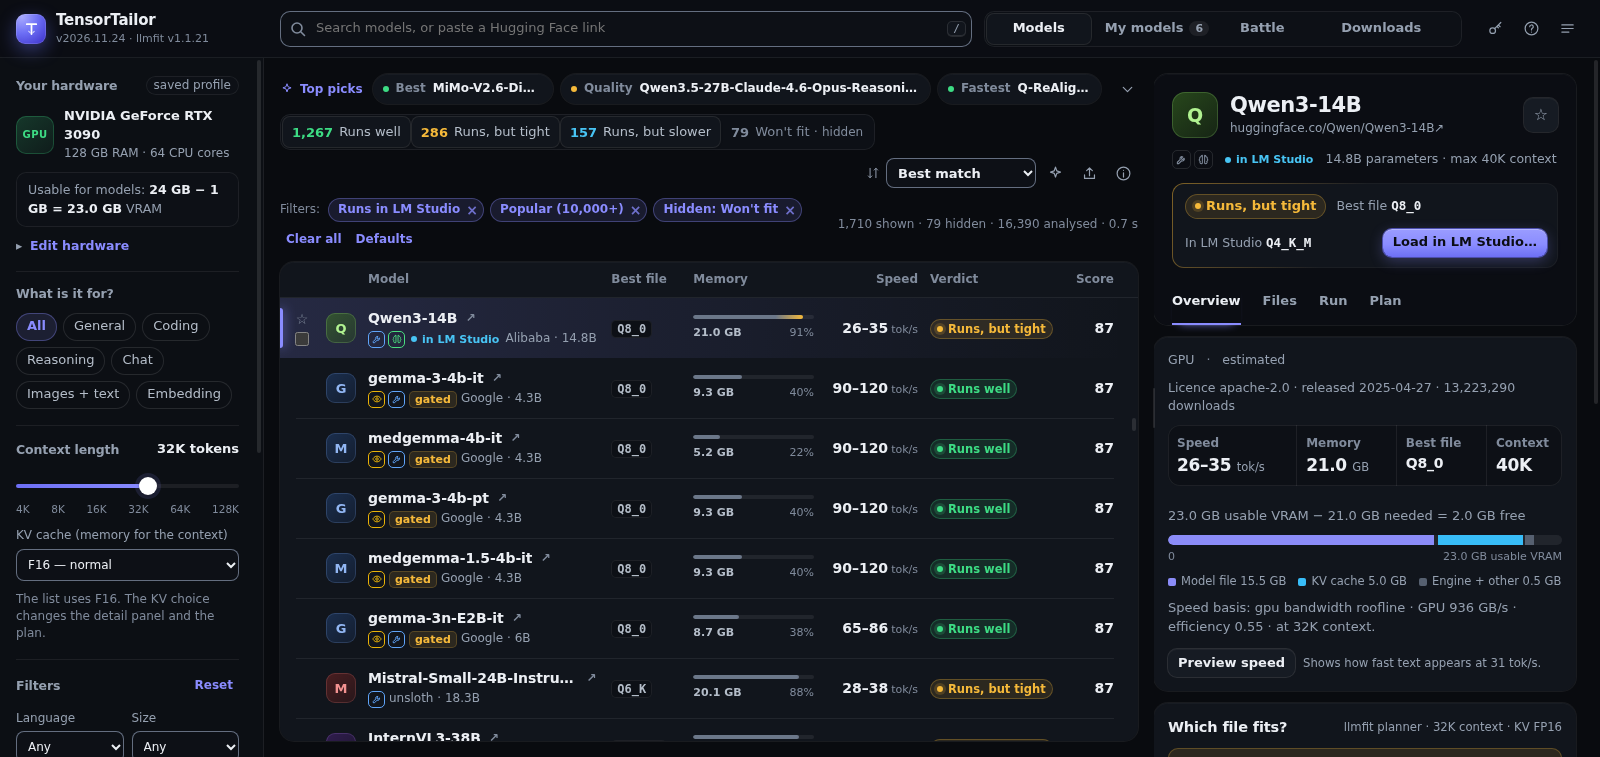 TensorTailor
v2026.11.24 · llmfit v1.1.21
Search models, or paste a Hugging Face link
/
Models
My models 6
Battle
Downloads
Your hardware
saved profile
GPU
NVIDIA GeForce RTX
3090
128 GB RAM · 64 CPU cores
Usable for models: 24 GB − 1
GB = 23.0 GB VRAM
▸ Edit hardware
What is it for?
All
General
Coding
Reasoning
Chat
Images + text
Embedding
Context length
32K tokens
4K 8K 16K 32K 64K 128K
KV cache (memory for the context)
F16 — normal
The list uses F16. The KV choice
changes the detail panel and the
plan.
Filters
Reset
Language
Size
Any
Any
Top picks
Best MiMo-V2.6-Di…
Quality Qwen3.5-27B-Claude-4.6-Opus-Reasoni…
Fastest Q-ReAlig…
1,267 Runs well
286 Runs, but tight
157 Runs, but slower
79 Won't fit · hidden
Best match
Filters:
Runs in LM Studio ×
Popular (10,000+) ×
Hidden: Won't fit ×
Clear all
Defaults
1,710 shown · 79 hidden · 16,390 analysed · 0.7 s
Model Best file Memory Speed Verdict Score
Q
Qwen3-14B ↗
in LM Studio Alibaba · 14.8B
Q8_0
21.0 GB 91%
26–35 tok/s
Runs, but tight
87
G
gemma-3-4b-it ↗
gated Google · 4.3B
Q8_0
9.3 GB 40%
90–120 tok/s
Runs well
87
M
medgemma-4b-it ↗
gated Google · 4.3B
Q8_0
5.2 GB 22%
90–120 tok/s
Runs well
87
G
gemma-3-4b-pt ↗
gated Google · 4.3B
Q8_0
9.3 GB 40%
90–120 tok/s
Runs well
87
M
medgemma-1.5-4b-it ↗
gated Google · 4.3B
Q8_0
9.3 GB 40%
90–120 tok/s
Runs well
87
G
gemma-3n-E2B-it ↗
gated Google · 6B
Q8_0
8.7 GB 38%
65–86 tok/s
Runs well
87
M
Mistral-Small-24B-Instru… ↗
unsloth · 18.3B
Q6_K
20.1 GB 88%
28–38 tok/s
Runs, but tight
87
InternVL3-38B ↗
Q
Qwen3-14B
huggingface.co/Qwen/Qwen3-14B↗
in LM Studio
14.8B parameters · max 40K context
Runs, but tight
Best file Q8_0
In LM Studio Q4_K_M
Load in LM Studio…
Overview
Files
Run
Plan
GPU · estimated
Licence apache-2.0 · released 2025-04-27 · 13,223,290
downloads
Speed
26–35 tok/s
Memory
21.0 GB
Best file
Q8_0
Context
40K
23.0 GB usable VRAM − 21.0 GB needed = 2.0 GB free
0
23.0 GB usable VRAM
Model file 15.5 GB
KV cache 5.0 GB
Engine + other 0.5 GB
Speed basis: gpu bandwidth roofline · GPU 936 GB/s ·
efficiency 0.55 · at 32K context.
Preview speed
Shows how fast text appears at 31 tok/s.
Which file fits?
llmfit planner · 32K context · KV FP16